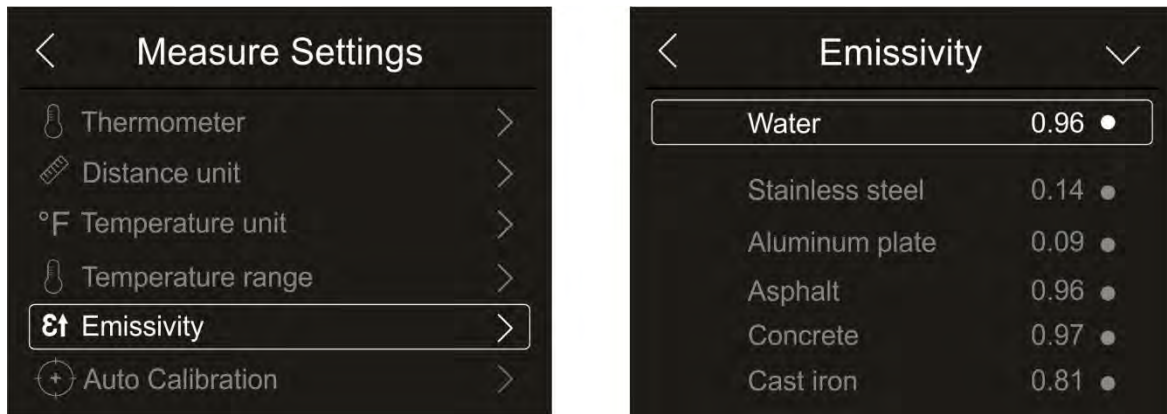 Measure Settings
Thermometer
Distance unit
°F Temperature unit
Temperature range
Ɛ↑ Emissivity
Auto Calibration
Emissivity
Water 0.96
Stainless steel 0.14
Aluminum plate 0.09
Asphalt 0.96
Concrete 0.97
Cast iron 0.81